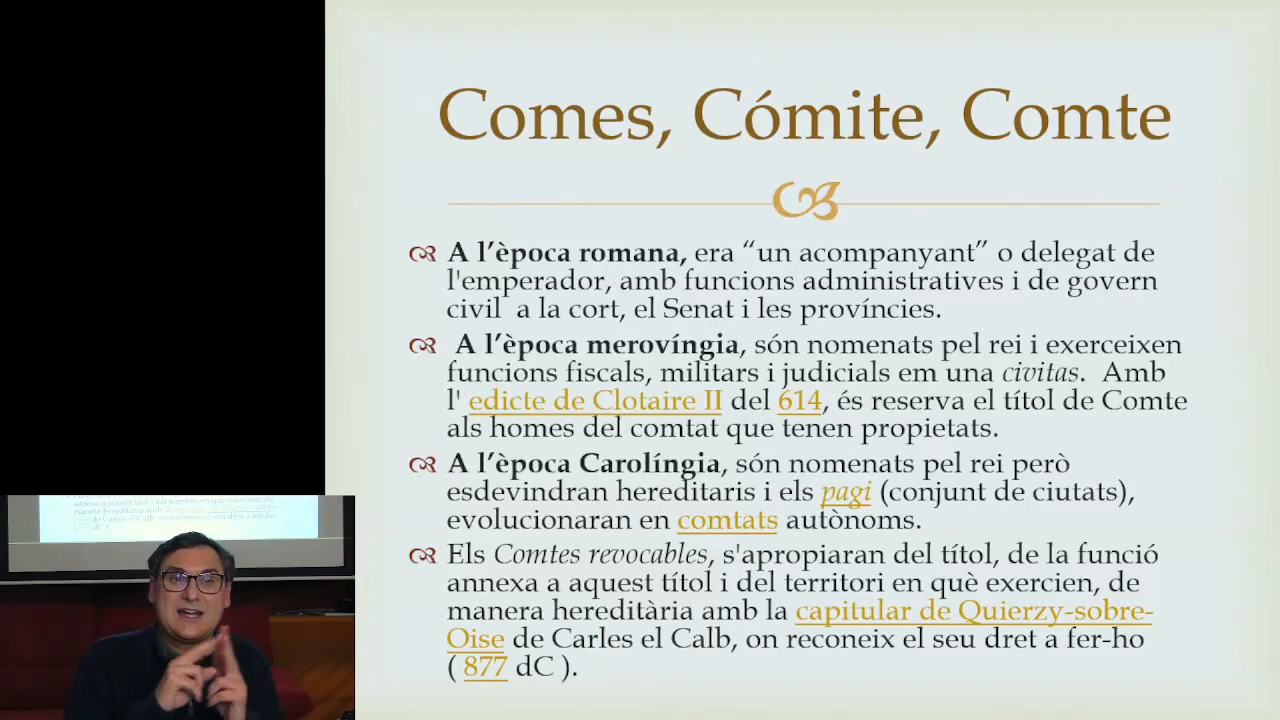 Comes, Cómite, Comte
A l’època romana, era “un acompanyant” o delegat de
l'emperador, amb funcions administratives i de govern
civil a la cort, el Senat i les províncies.
A l’època merovíngia, són nomenats pel rei i exerceixen
funcions fiscals, militars i judicials em una civitas. Amb
l' edicte de Clotaire II del 614, és reserva el títol de Comte
als homes del comtat que tenen propietats.
A l’època Carolíngia, són nomenats pel rei però
esdevindran hereditaris i els pagi (conjunt de ciutats),
evolucionaran en comtats autònoms.
Els Comtes revocables, s'apropiaran del títol, de la funció
annexa a aquest títol i del territori en què exercien, de
manera hereditària amb la capitular de Quierzy-sobre-
Oise de Carles el Calb, on reconeix el seu dret a fer-ho
( 877 dC ).